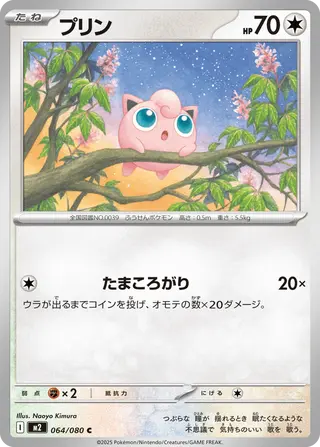 たね
プリン
HP70
全国図鑑NO.0039 ふうせんポケモン 高さ:0.5m 重さ:5.5kg
たまころがり 20×
ウラが出るまでコインを投げ、オモテの数×20ダメージ。
弱点 ×2 抵抗力 にげる
Illus. Naoyo Kimura
I m2 064/080 C
つぶらな 瞳が 揺れるとき 眠たくならない
不思議で 気持ちのいい 歌を 歌う。
©2025 Pokémon/Nintendo/Creatures/GAME FREAK.